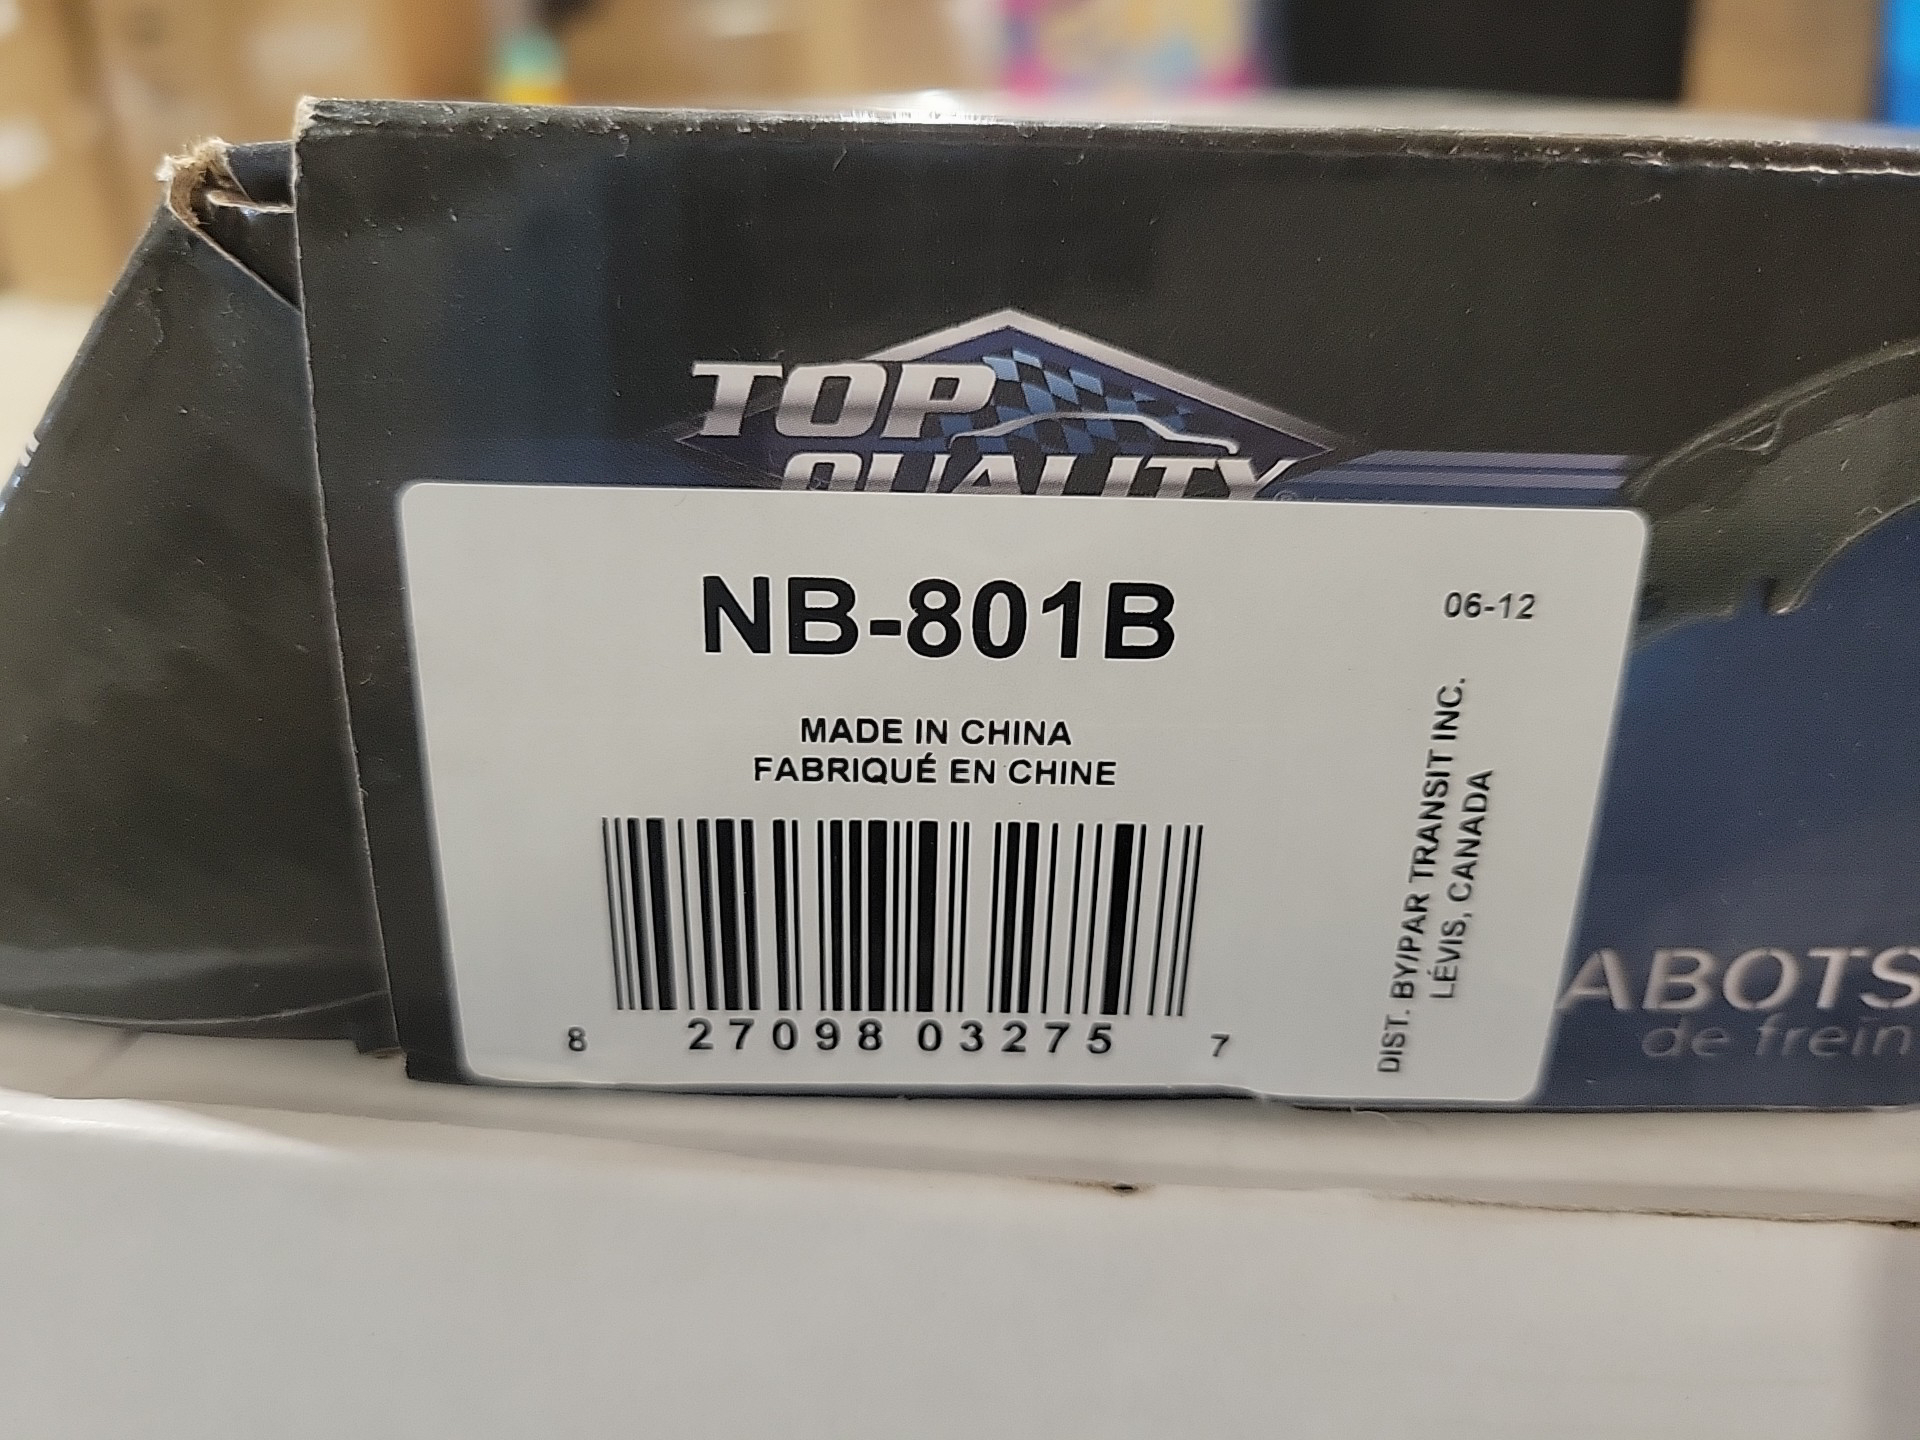 TOP
QUALITY®
NB-801B
06-12
MADE IN CHINA
FABRIQUÉ EN CHINE
8 27098 03275 7
DIST. BY/PAR TRANSIT INC.
LÉVIS, CANADA
ABOTS
de frein